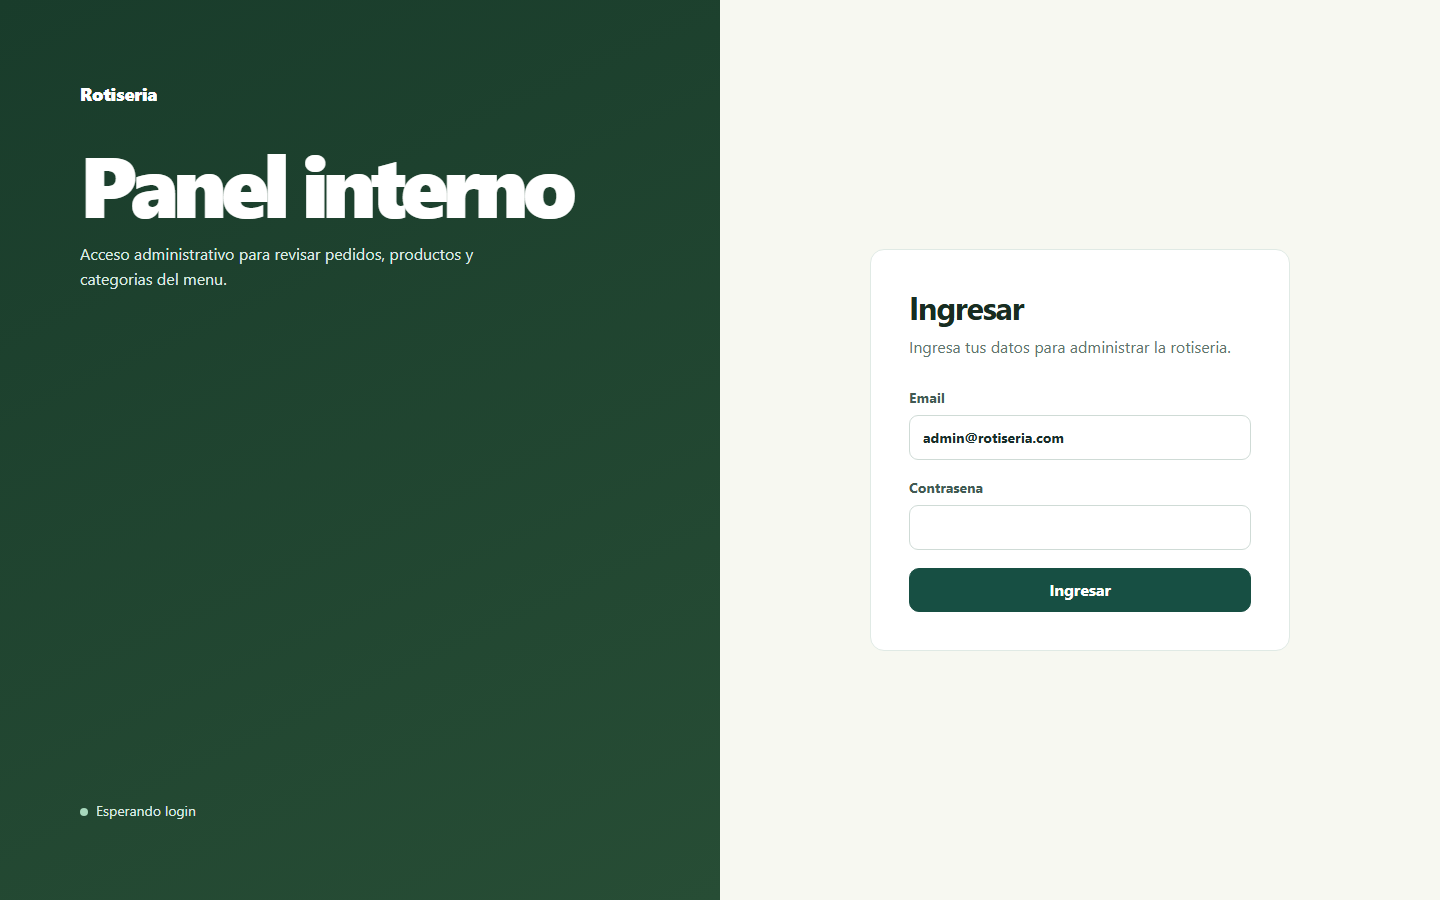 Rotiseria
Panel interno
Acceso administrativo para revisar pedidos, productos y
categorias del menu.
Esperando login
Ingresar
Ingresa tus datos para administrar la rotiseria.
Email
admin@rotiseria.com
Contrasena
Ingresar